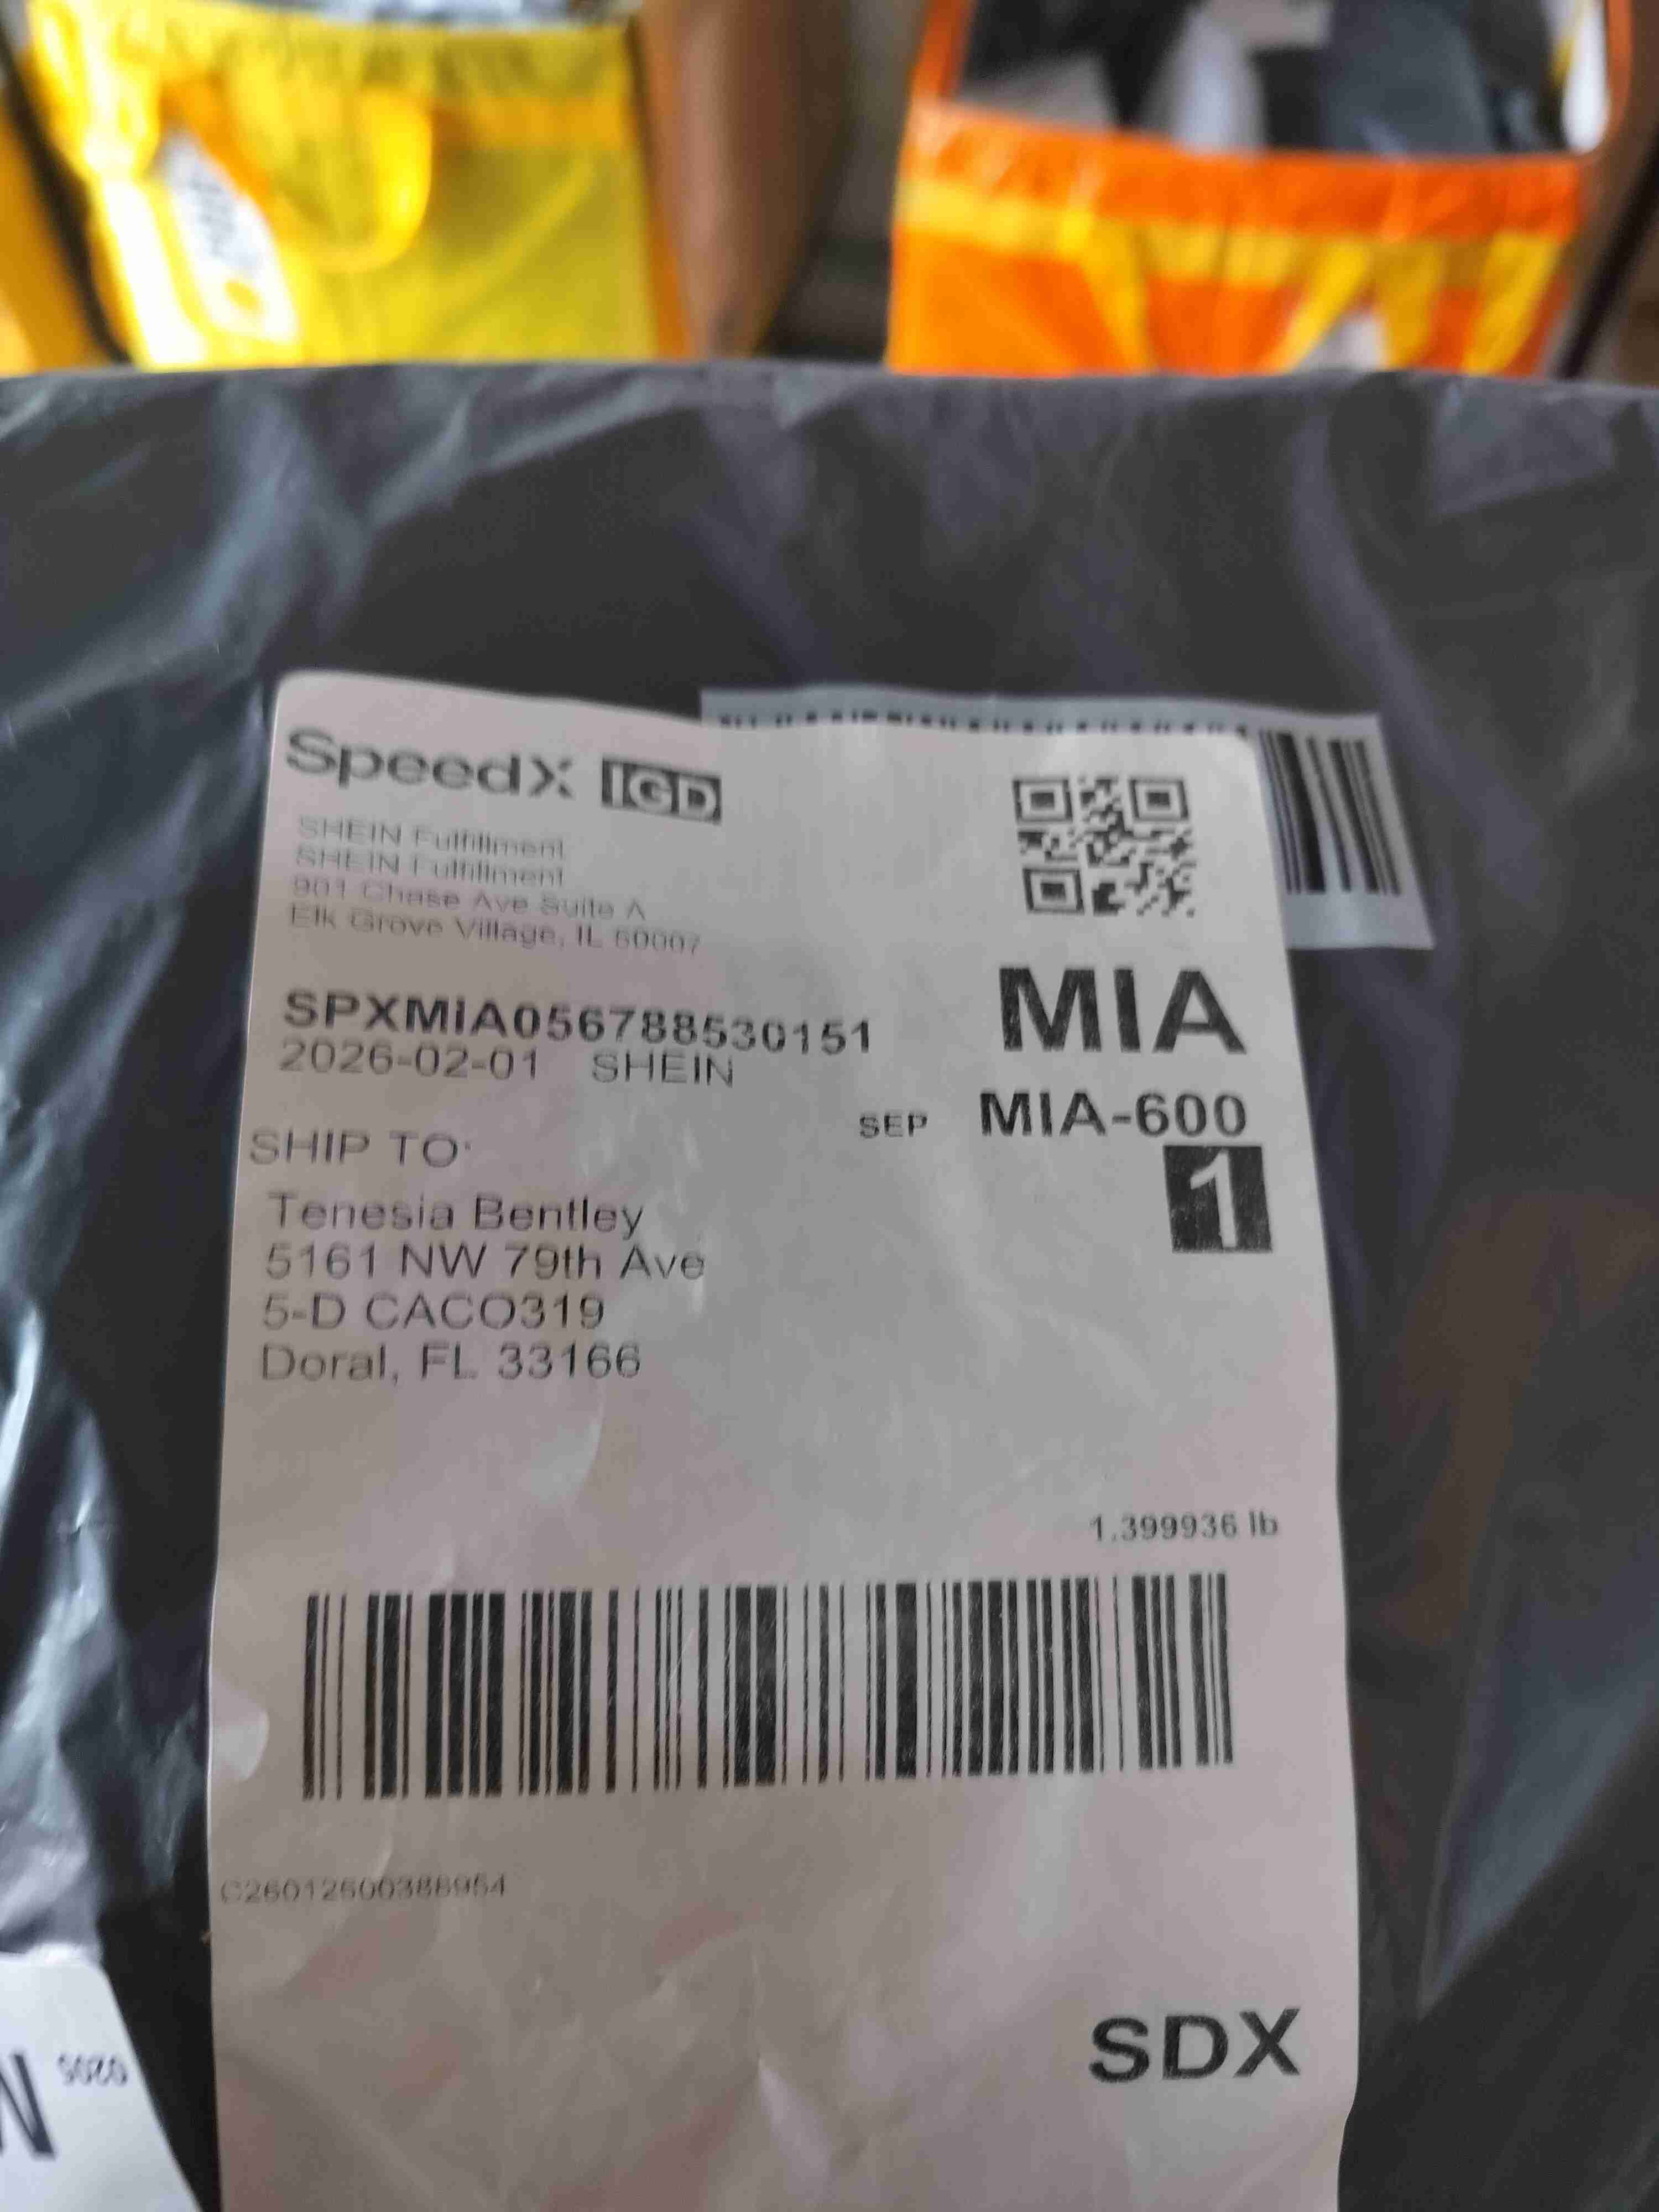 SpeedX IGD
SHEIN Fulfillment
SHEIN Fulfillment
901 Chase Ave Suite A
Elk Grove Village, IL 60007
SPXMIA056788530151
2026-02-01 SHEIN
MIA
SEP MIA-600
1
SHIP TO:
Tenesia Bentley
5161 NW 79th Ave
5-D CACO319
Doral, FL 33166
1.399936 lb
SDX
0205